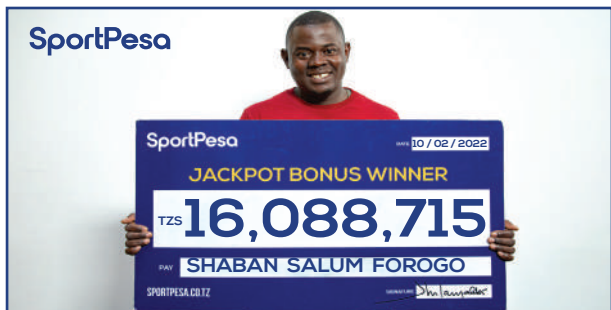 SportPesa
SportPesa
DATE 10 / 02 / 2022
JACKPOT BONUS WINNER
TZS 16,088,715
PAY SHABAN SALUM FOROGO
SPORTPESA.CO.TZ
SIGNATURE